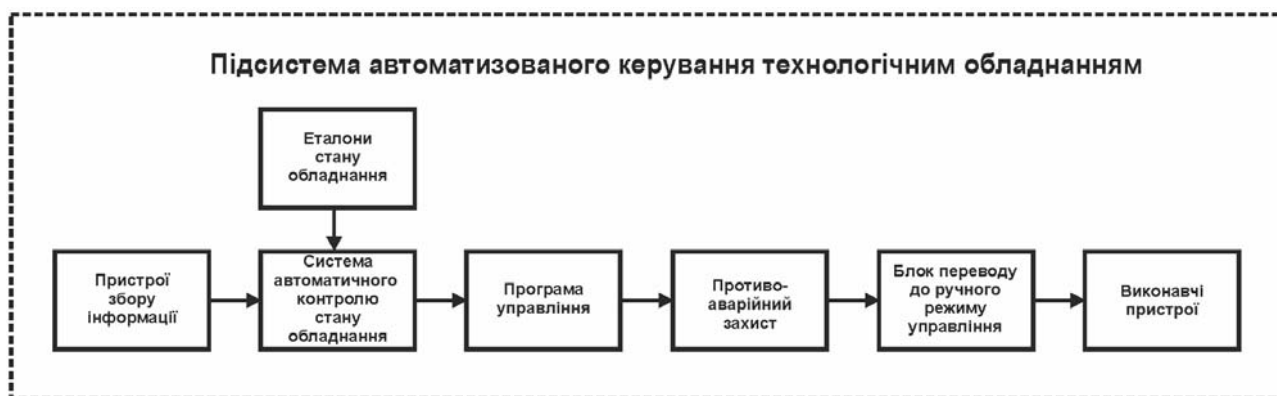 Підсистема автоматизованого керування технологічним обладнанням
Еталони
стану
обладнання
Пристрої
збору
інформації
Система
автоматичного
контролю
стану
обладнання
Програма
управління
Противо-
аварійний
захист
Блок переводу
до ручного
режиму
управління
Виконавчі
пристрої